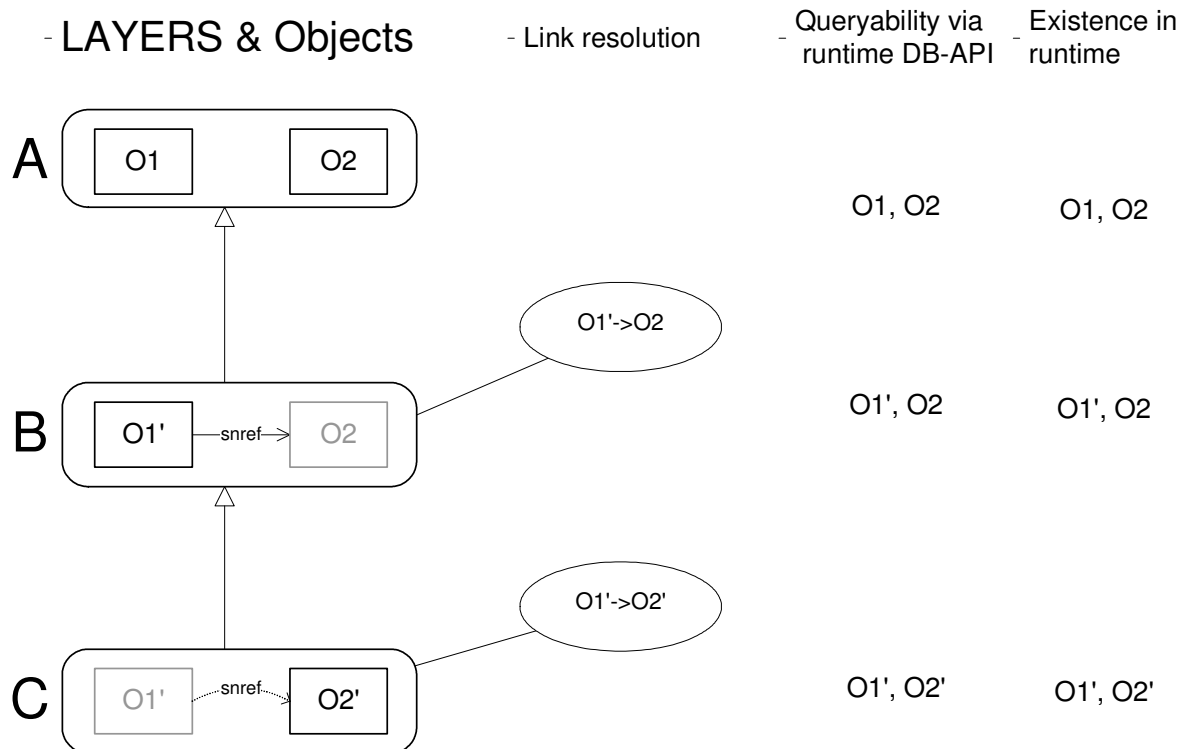 - LAYERS & Objects
- Link resolution
- Queryability via
runtime DB-API
- Existence in
runtime
A
O1
O2
O1, O2
O1, O2
O1'->O2
B
O1'
snref
O2
O1', O2
O1', O2
O1'->O2'
C
O1'
snref
O2'
O1', O2'
O1', O2'